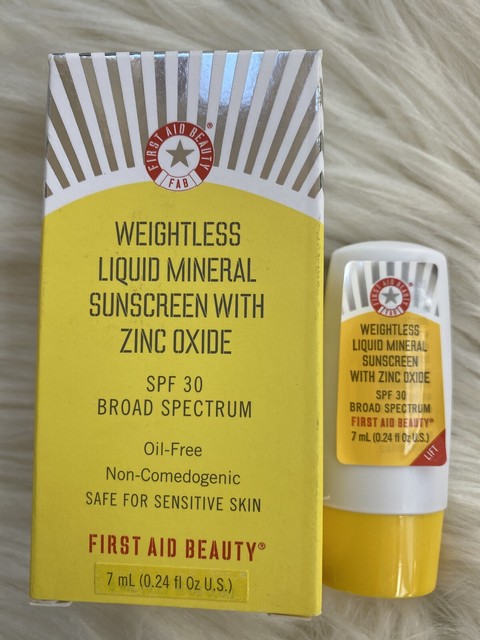 FIRST AID BEAUTY®
FAB
WEIGHTLESS
LIQUID MINERAL
SUNSCREEN WITH
ZINC OXIDE
SPF 30
BROAD SPECTRUM
Oil-Free
Non-Comedogenic
SAFE FOR SENSITIVE SKIN
FIRST AID BEAUTY®
7 mL (0.24 fl Oz U.S.)
FIRST AID BEAUTY
FAB
WEIGHTLESS
LIQUID MINERAL
SUNSCREEN
WITH ZINC OXIDE
SPF 30
BROAD SPECTRUM
FIRST AID BEAUTY®
7 mL (0.24 fl Oz U.S.)
LIFT